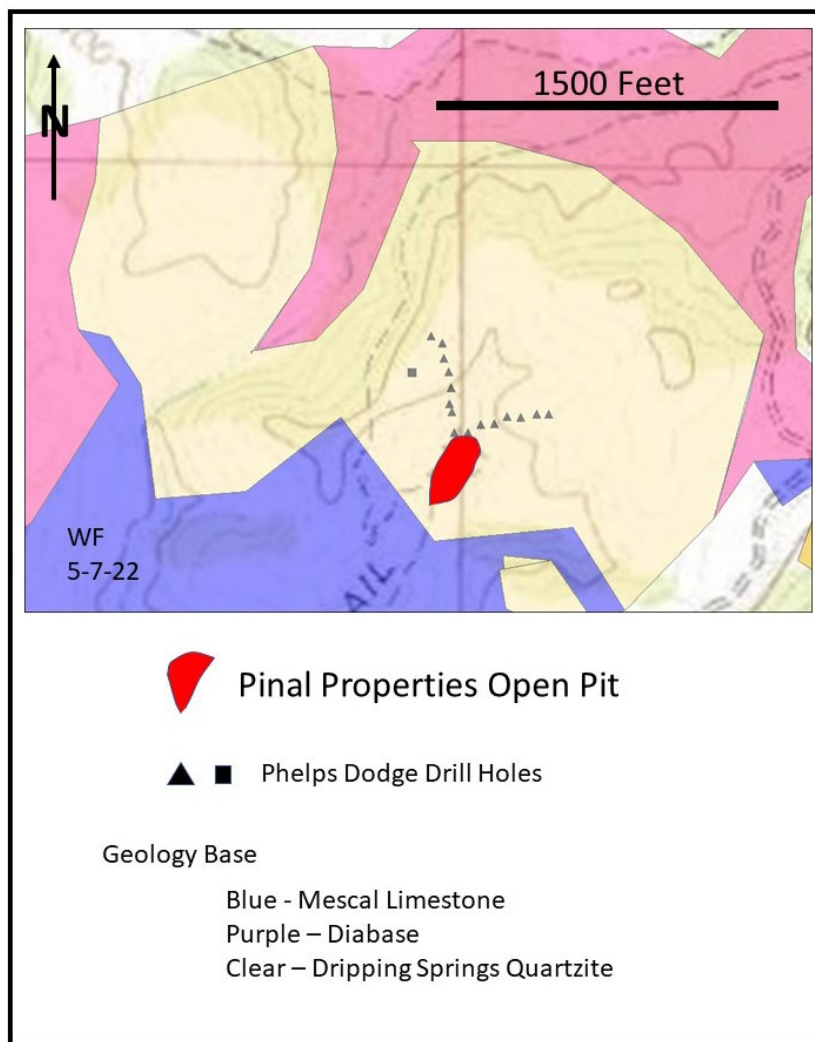 N
1500 Feet
WF
5-7-22
AIL
Pinal Properties Open Pit
Phelps Dodge Drill Holes
Geology Base
Blue - Mescal Limestone
Purple – Diabase
Clear – Dripping Springs Quartzite